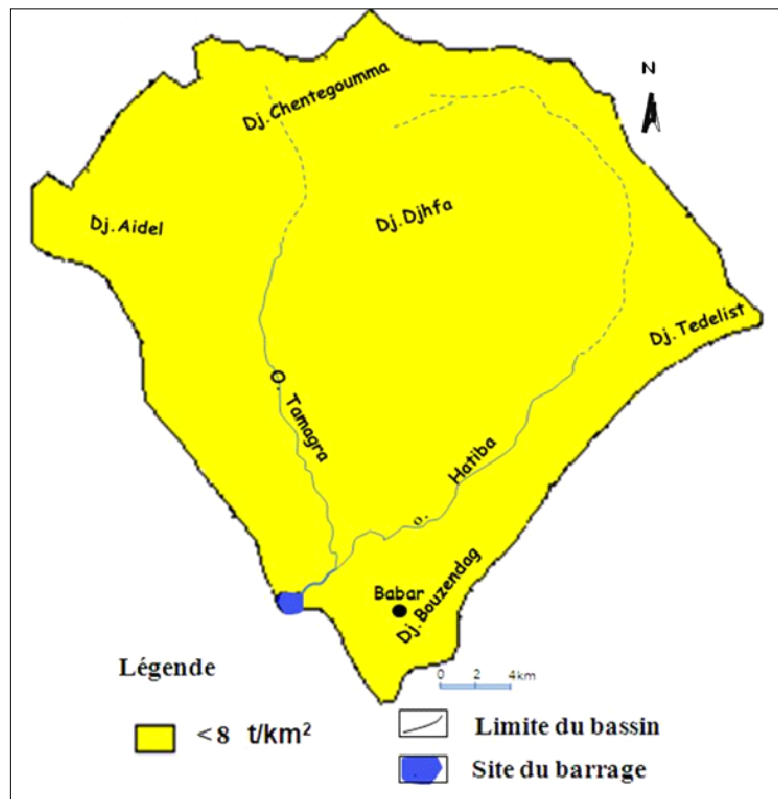 N
Dj.Chentegoumma
Dj.Aidel
Dj.Djhfa
Dj.Tedelist
O. Tamagra
o. Hatiba
Babar
Dj.Bouzendag
0 2 4km
Légende
<8 t/km²
Limite du bassin
Site du barrage